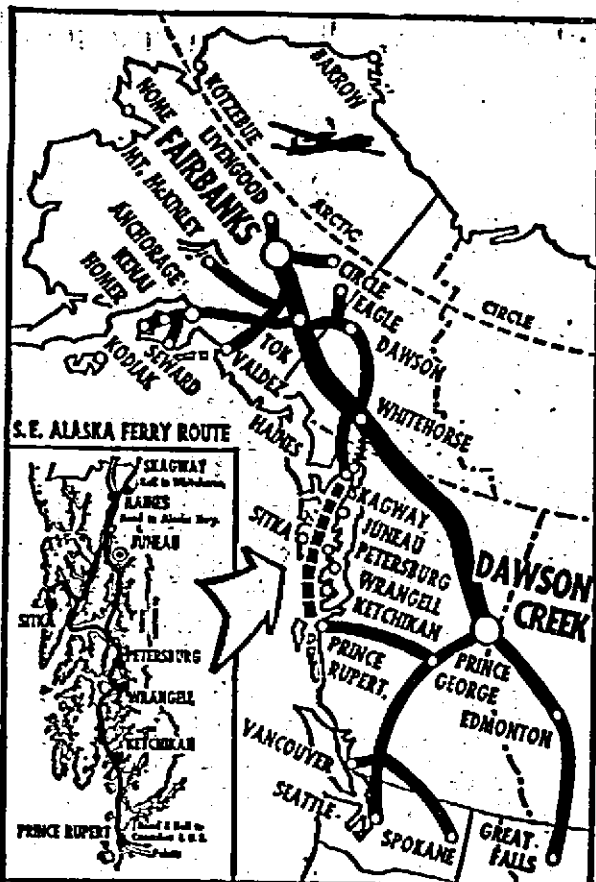 BARROW
KOTZEBUE
NOME
LIVENGOOD
FAIRBANKS
MT. McKINLEY
ARCTIC
CIRCLE
ANCHORAGE
KENAI
HOMER
CIRCLE
EAGLE
DAWSON
TOK
VALDEZ
SEWARD
KODIAK
WHITEHORSE
HAINES
S.E. ALASKA FERRY ROUTE
SKAGWAY
HAINES
JUNEAU
SITKA
PETERSBURG
WRANGELL
KETCHIKAN
PRINCE RUPERT
SITKA
SKAGWAY
JUNEAU
PETERSBURG
WRANGELL
KETCHIKAN
DAWSON
CREEK
PRINCE
RUPERT
PRINCE
GEORGE
EDMONTON
VANCOUVER
SEATTLE
SPOKANE
GREAT
FALLS